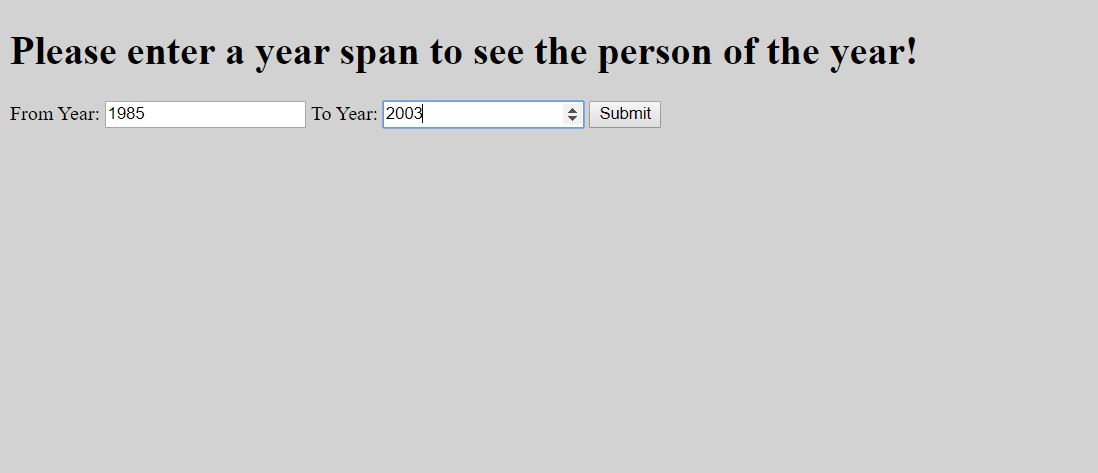 Please enter a year span to see the person of the year!
From Year: 1985 To Year: 2003 Submit